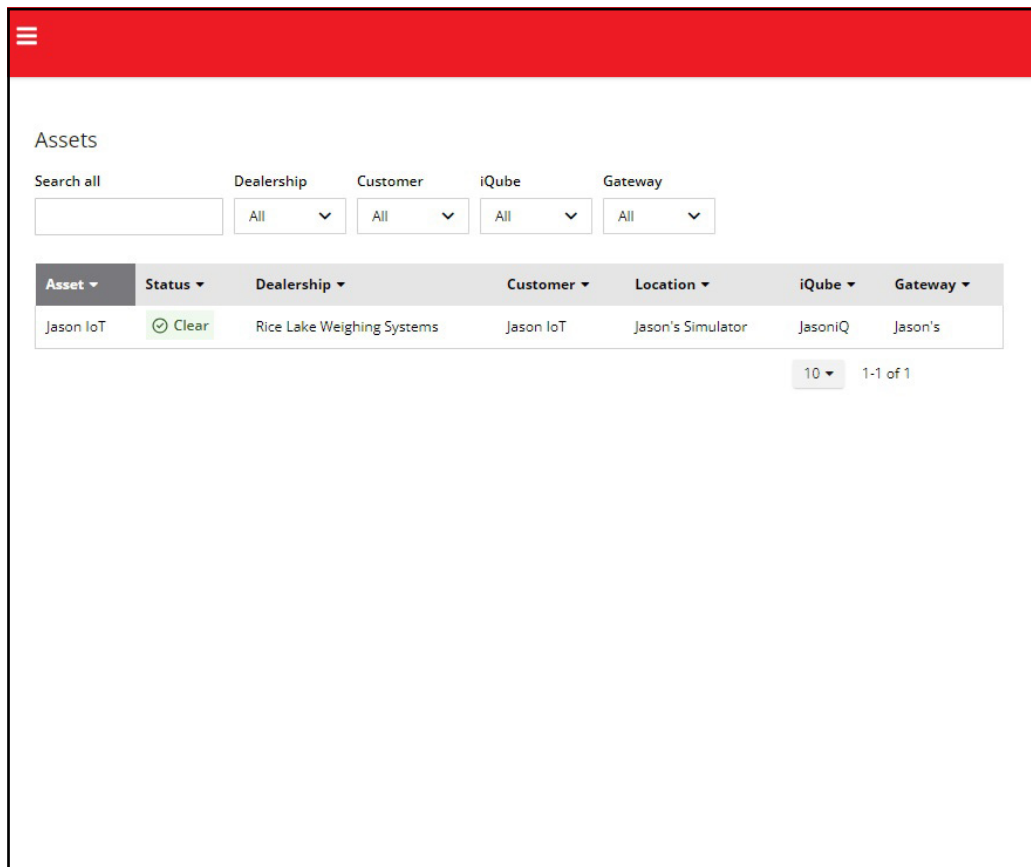 Assets
Search all Dealership Customer iQube Gateway
All All All All
Asset Status Dealership Customer Location iQube Gateway
Jason IoT Clear Rice Lake Weighing Systems Jason IoT Jason's Simulator JasoniQ Jason's
10 1-1 of 1